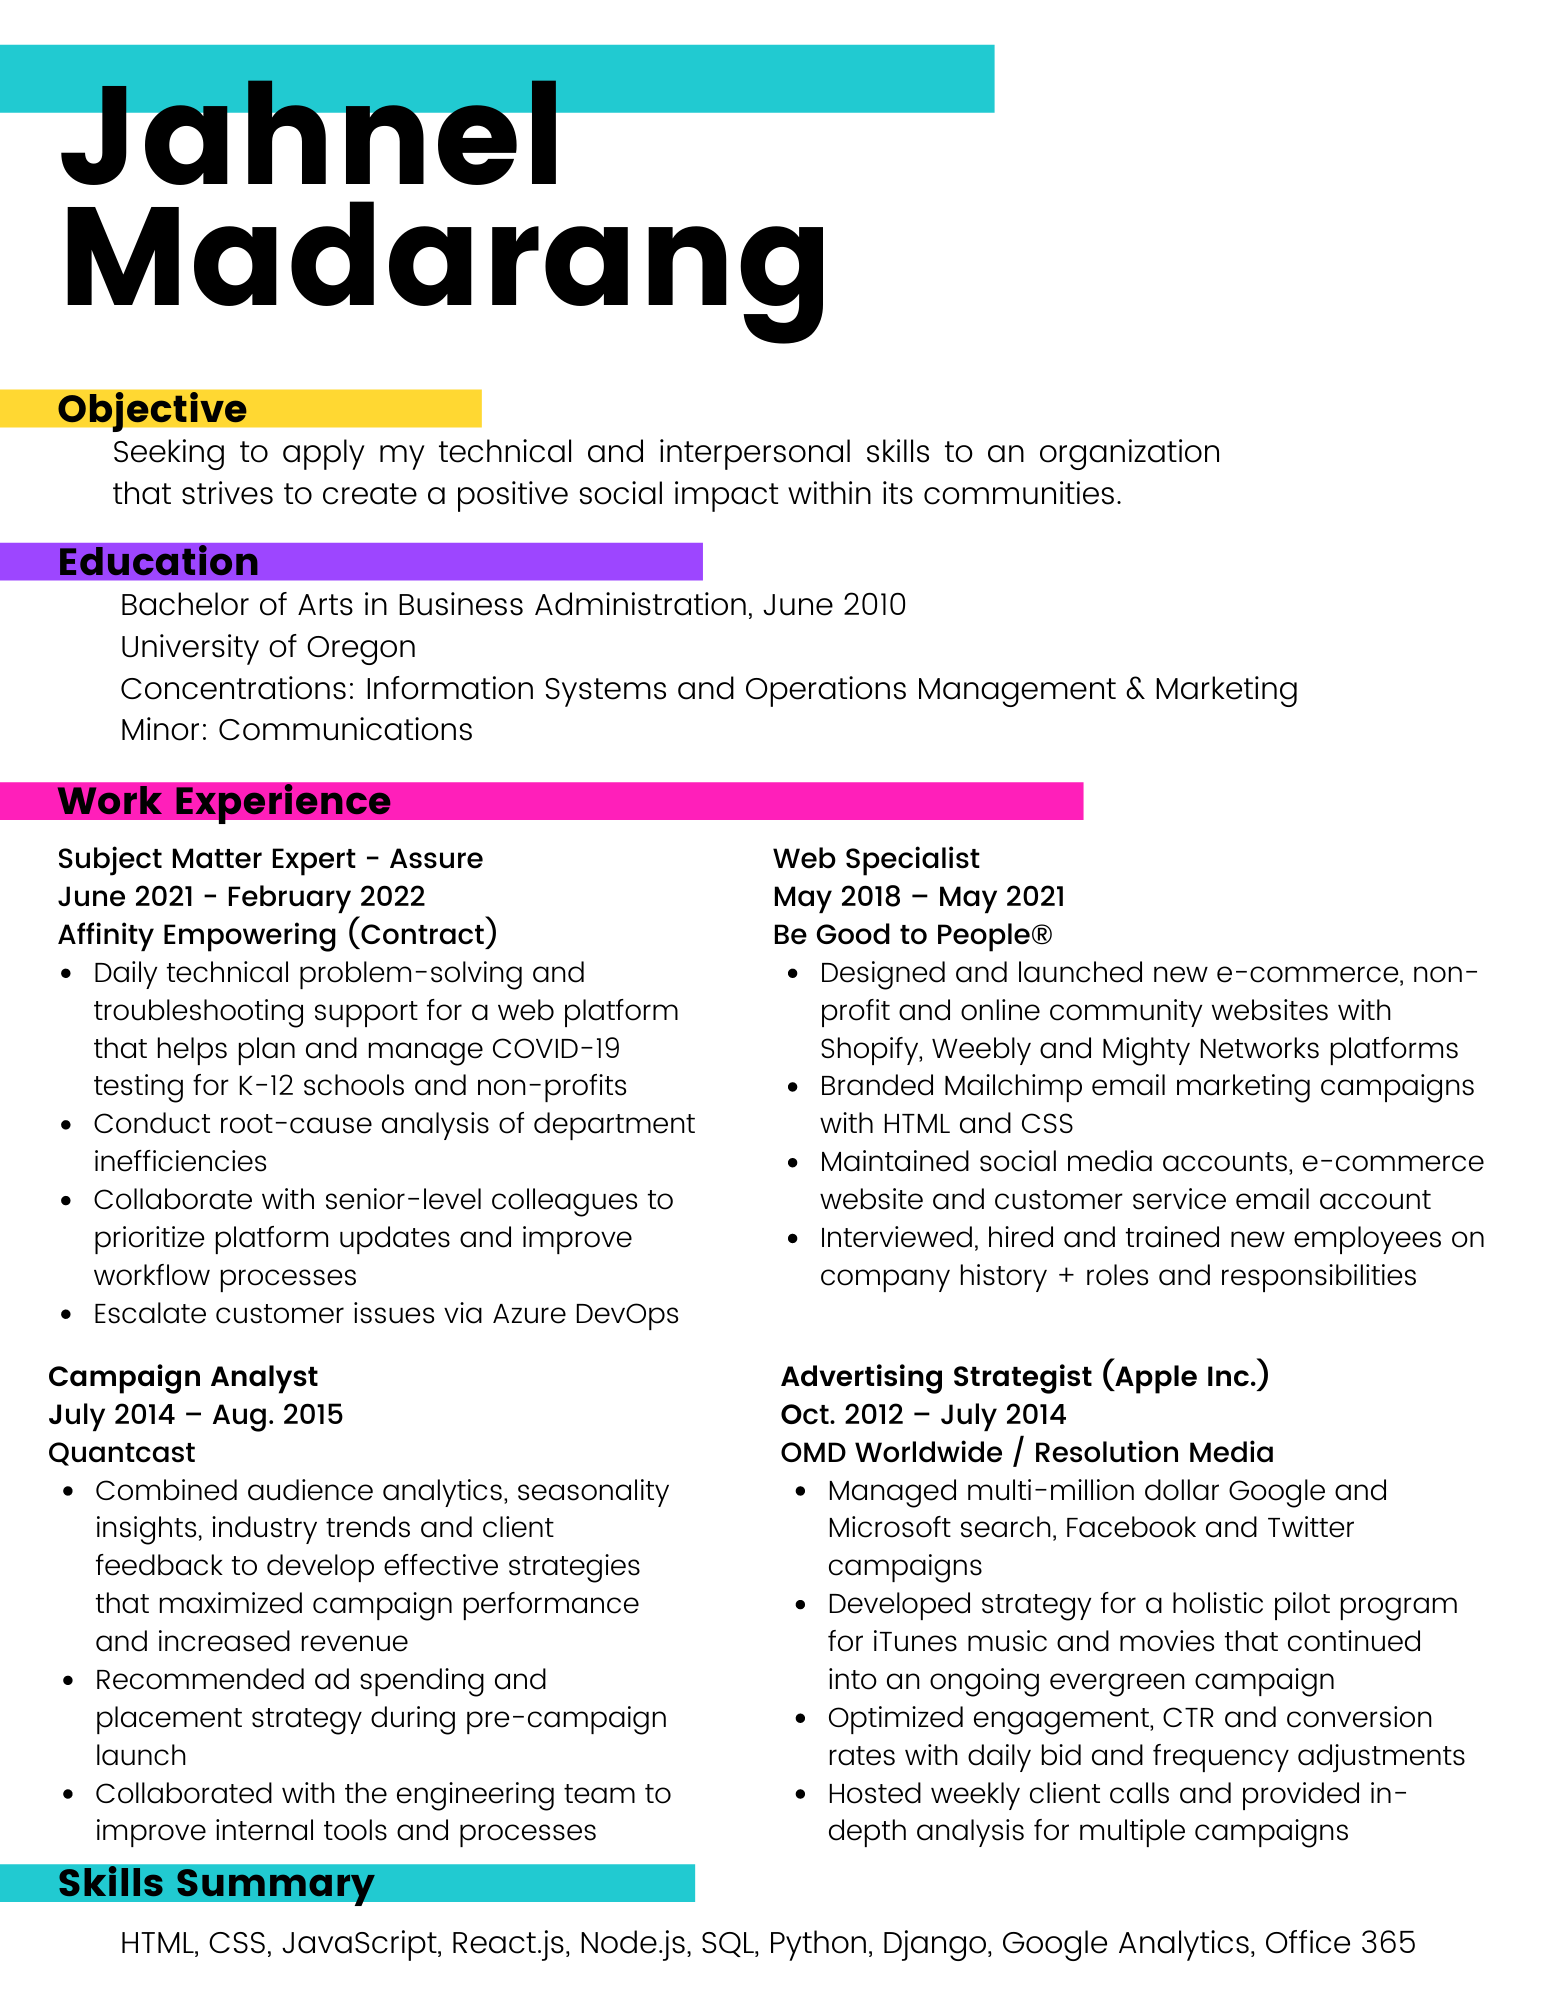 Jahnel
Madarang
Objective
Seeking to apply my technical and interpersonal skills to an organization
that strives to create a positive social impact within its communities.
Education
Bachelor of Arts in Business Administration, June 2010
University of Oregon
Concentrations: Information Systems and Operations Management & Marketing
Minor: Communications
Work Experience
Subject Matter Expert - Assure
June 2021 - February 2022
Affinity Empowering (Contract)
• Daily technical problem-solving and
troubleshooting support for a web platform
that helps plan and manage COVID-19
testing for K-12 schools and non-profits
• Conduct root-cause analysis of department
inefficiencies
• Collaborate with senior-level colleagues to
prioritize platform updates and improve
workflow processes
• Escalate customer issues via Azure DevOps
Web Specialist
May 2018 – May 2021
Be Good to People®
• Designed and launched new e-commerce, non-
profit and online community websites with
Shopify, Weebly and Mighty Networks platforms
• Branded Mailchimp email marketing campaigns
with HTML and CSS
• Maintained social media accounts, e-commerce
website and customer service email account
• Interviewed, hired and trained new employees on
company history + roles and responsibilities
Campaign Analyst
July 2014 – Aug. 2015
Quantcast
• Combined audience analytics, seasonality
insights, industry trends and client
feedback to develop effective strategies
that maximized campaign performance
and increased revenue
• Recommended ad spending and
placement strategy during pre-campaign
launch
• Collaborated with the engineering team to
improve internal tools and processes
Advertising Strategist (Apple Inc.)
Oct. 2012 – July 2014
OMD Worldwide / Resolution Media
• Managed multi-million dollar Google and
Microsoft search, Facebook and Twitter
campaigns
• Developed strategy for a holistic pilot program
for iTunes music and movies that continued
into an ongoing evergreen campaign
• Optimized engagement, CTR and conversion
rates with daily bid and frequency adjustments
• Hosted weekly client calls and provided in-
depth analysis for multiple campaigns
Skills Summary
HTML, CSS, JavaScript, React.js, Node.js, SQL, Python, Django, Google Analytics, Office 365